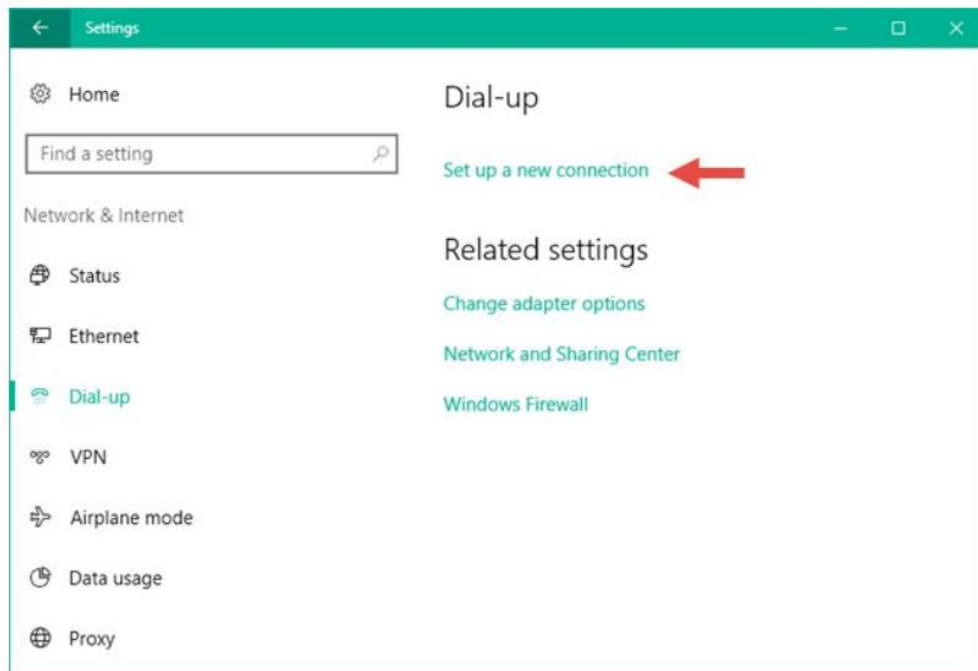 Settings
Home
Find a setting
Network & Internet
Status
Ethernet
Dial-up
VPN
Airplane mode
Data usage
Proxy
Dial-up
Set up a new connection
Related settings
Change adapter options
Network and Sharing Center
Windows Firewall